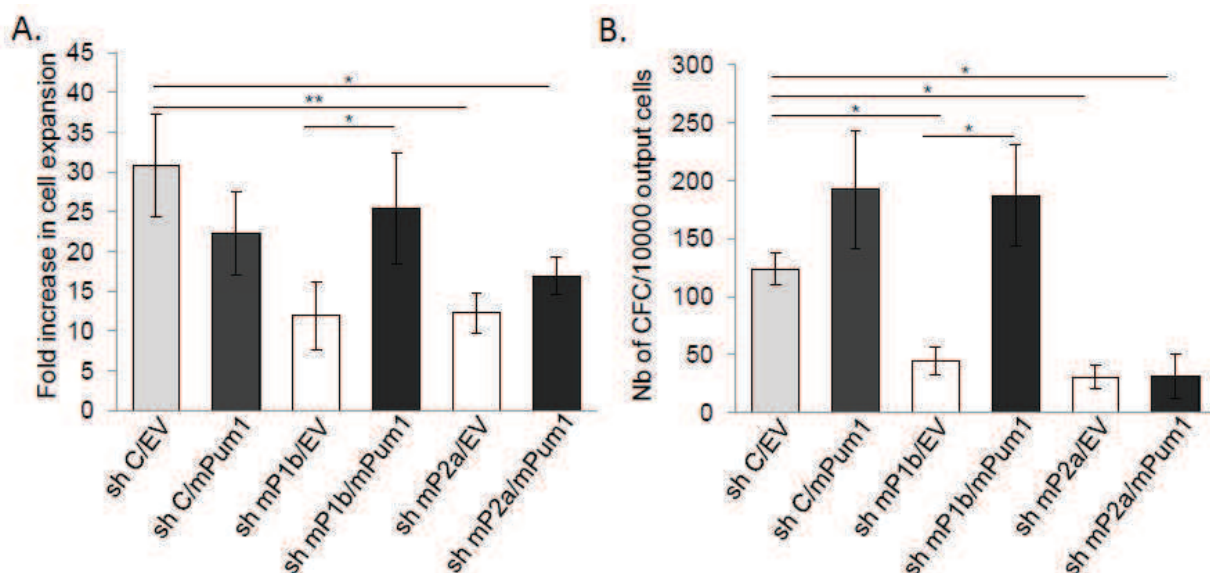 A.
Fold increase in cell expansion
45
40
35
30
25
20
15
10
5
0
*
**
*
sh C/EV
sh C/mPum1
sh mP1b/EV
sh mP1b/mPum1
sh mP2a/EV
sh mP2a/mPum1
B.
Nb of CFC/10000 output cells
300
250
200
150
100
50
0
*
*
*
*
sh C/EV
sh C/mPum1
sh mP1b/EV
sh mP1b/mPum1
sh mP2a/EV
sh mP2a/mPum1